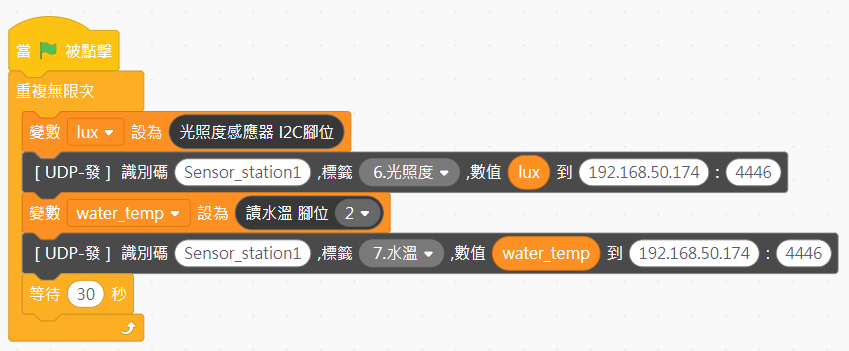 當 被點擊
重複無限次
變數 lux 設為 光照度感應器 I2C腳位
[ UDP-發 ] 識別碼 Sensor_station1 ,標籤 6.光照度 ,數值 lux 到 192.168.50.174 : 4446
變數 water_temp 設為 讀水溫 腳位 2
[ UDP-發 ] 識別碼 Sensor_station1 ,標籤 7.水溫 ,數值 water_temp 到 192.168.50.174 : 4446
等待 30 秒